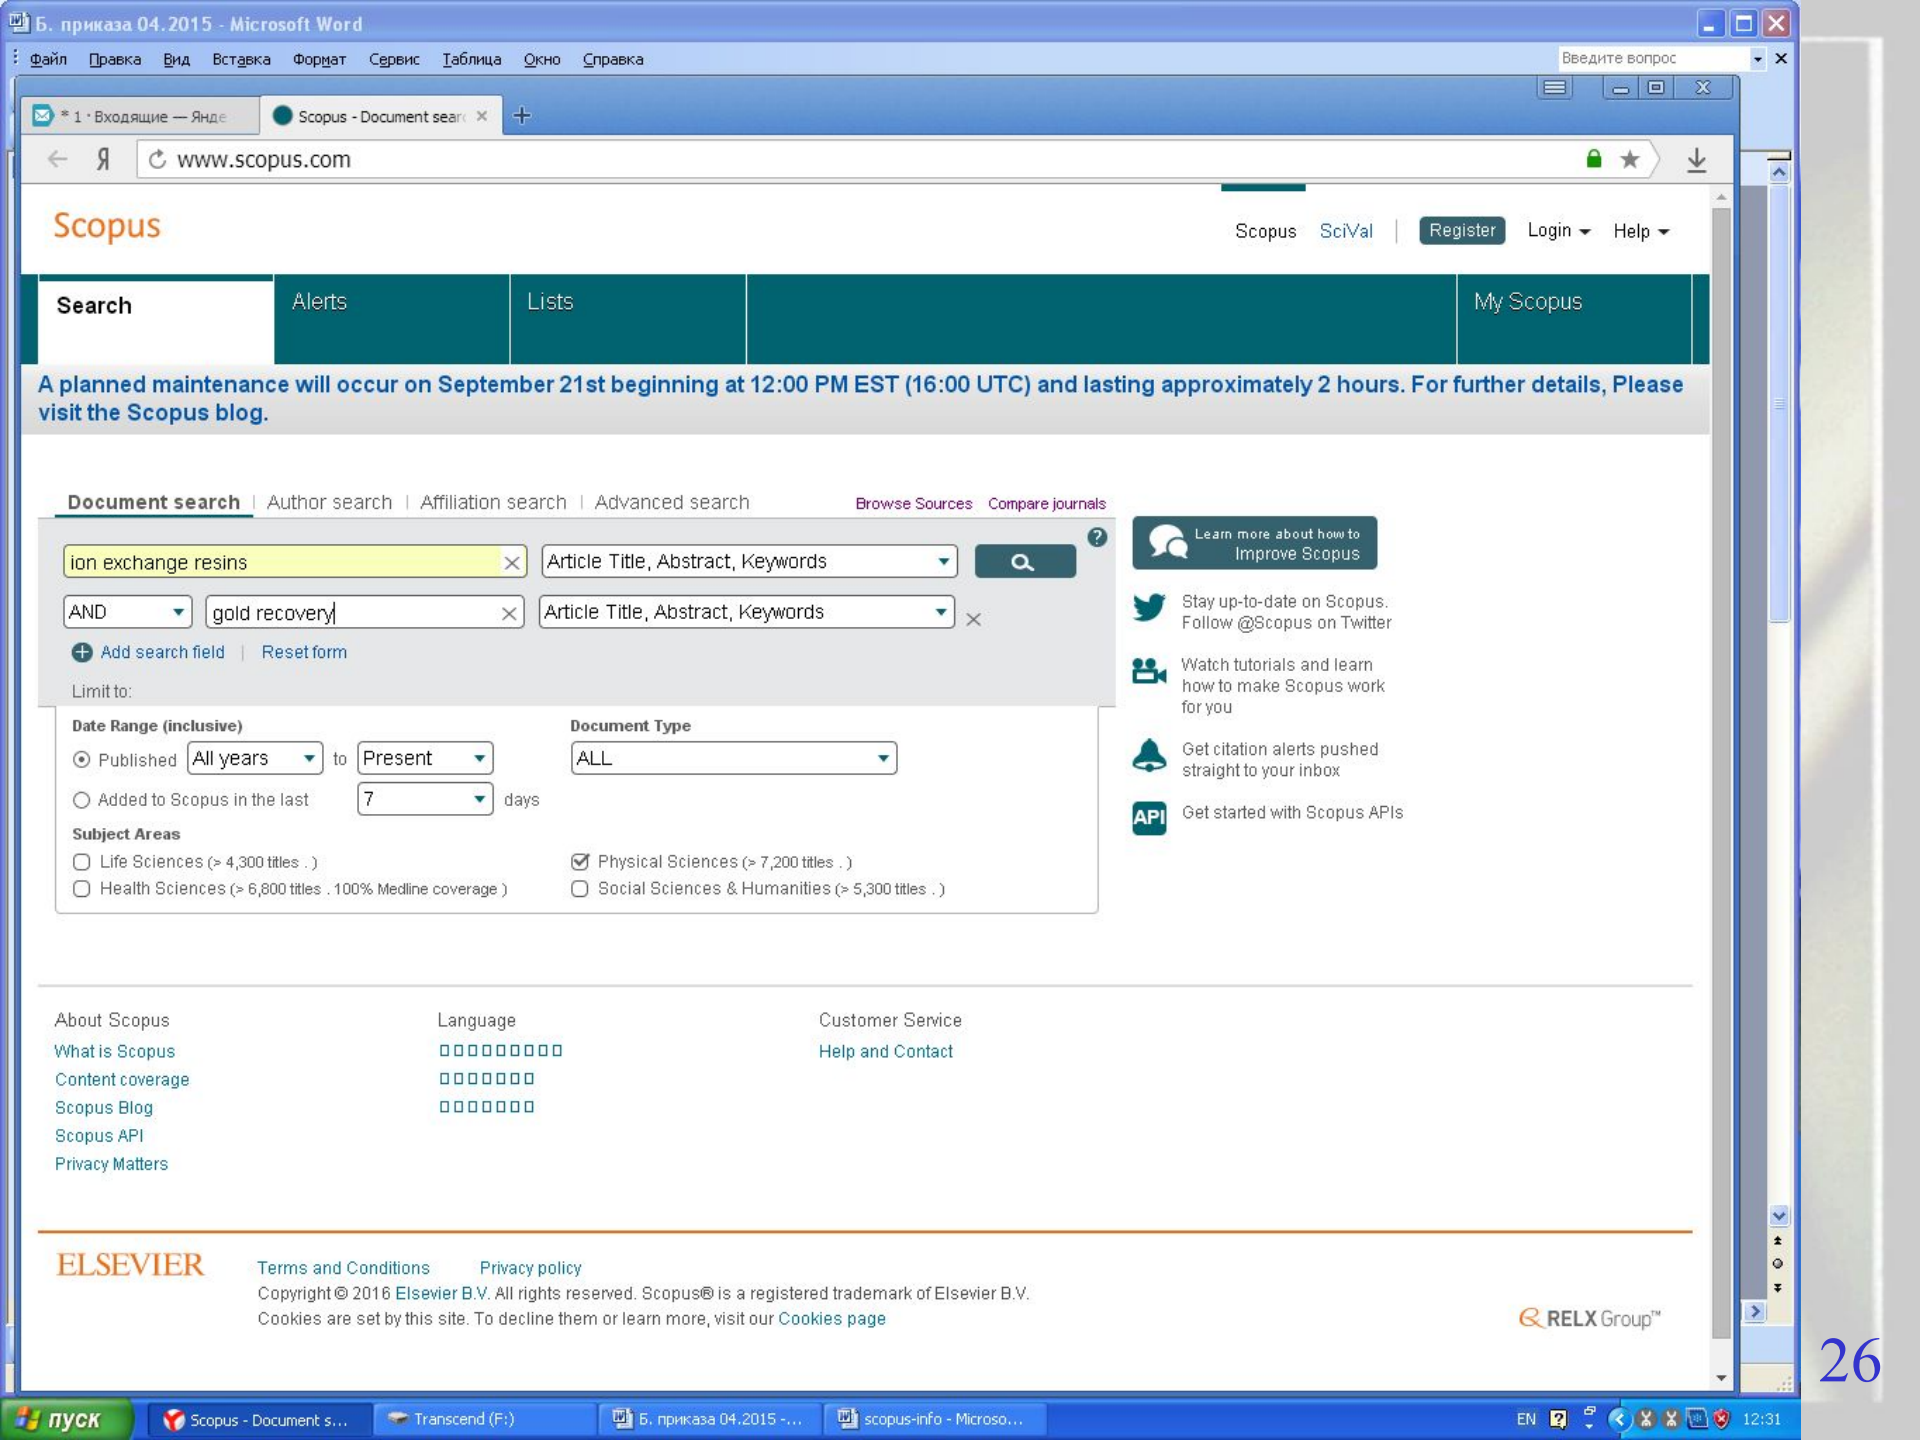 Б. приказа 04.2015 - Microsoft Word
Файл Правка Вид Вставка Формат Сервис Таблица Окно Справка
Введите вопрос
* 1 · Входящие — Янде
Scopus - Document sear
Я www.scopus.com
Scopus
Scopus SciVal Register Login Help
Search Alerts Lists My Scopus
A planned maintenance will occur on September 21st beginning at 12:00 PM EST (16:00 UTC) and lasting approximately 2 hours. For further details, Please
visit the Scopus blog.
Document search | Author search | Affiliation search | Advanced search Browse Sources Compare journals
ion exchange resins Article Title, Abstract, Keywords
AND gold recovery Article Title, Abstract, Keywords
Add search field | Reset form
Limit to:
Date Range (inclusive) Document Type
Published All years to Present ALL
Added to Scopus in the last 7 days
Subject Areas
Life Sciences (> 4,300 titles . ) Physical Sciences (> 7,200 titles . )
Health Sciences (> 6,800 titles . 100% Medline coverage ) Social Sciences & Humanities (> 5,300 titles . )
?
Learn more about how to
Improve Scopus
Stay up-to-date on Scopus.
Follow @Scopus on Twitter
Watch tutorials and learn
how to make Scopus work
for you
Get citation alerts pushed
straight to your inbox
API Get started with Scopus APIs
About Scopus Language Customer Service
What is Scopus Help and Contact
Content coverage
Scopus Blog
Scopus API
Privacy Matters
ELSEVIER
Terms and Conditions Privacy policy
Copyright © 2016 Elsevier B.V. All rights reserved. Scopus® is a registered trademark of Elsevier B.V.
Cookies are set by this site. To decline them or learn more, visit our Cookies page
RELX Group™
26
пуск Scopus - Document s... Transcend (F:) Б. приказа 04.2015 -... scopus-info - Microso... EN 12:31